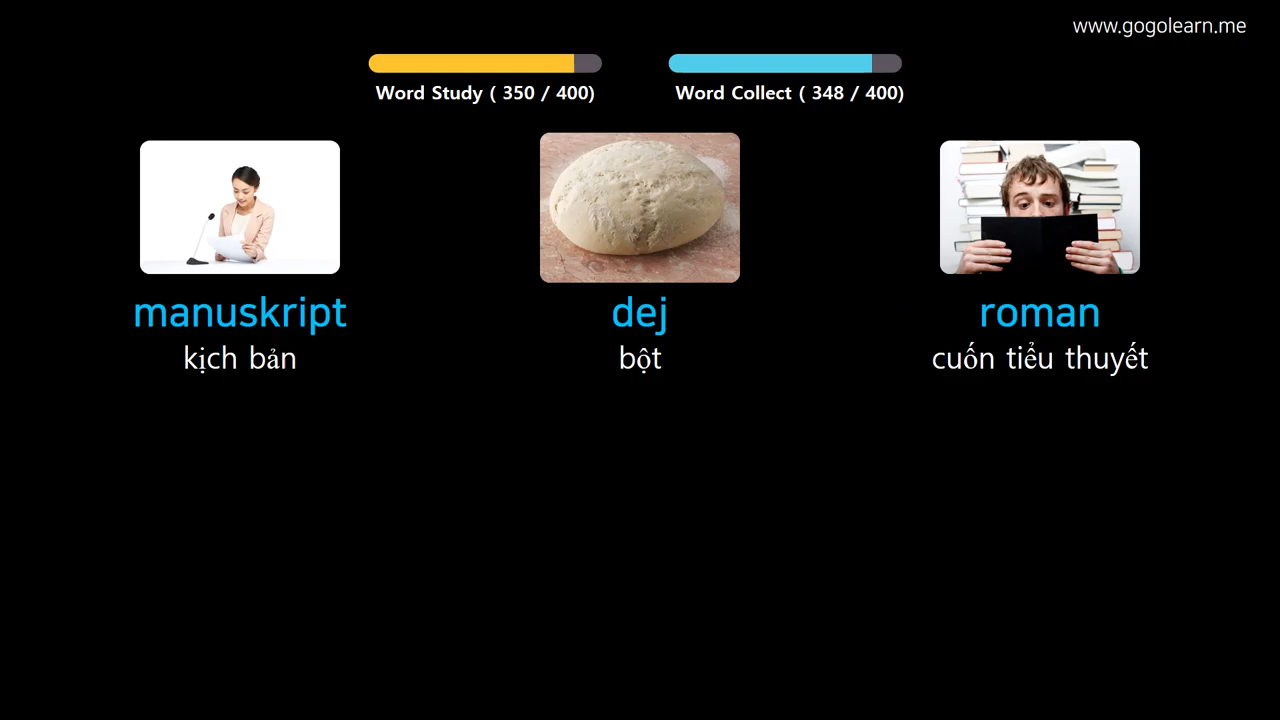 www.gogolearn.me
Word Study ( 350 / 400)
Word Collect ( 348 / 400)
manuskript
kịch bản
dej
bột
roman
cuốn tiểu thuyết